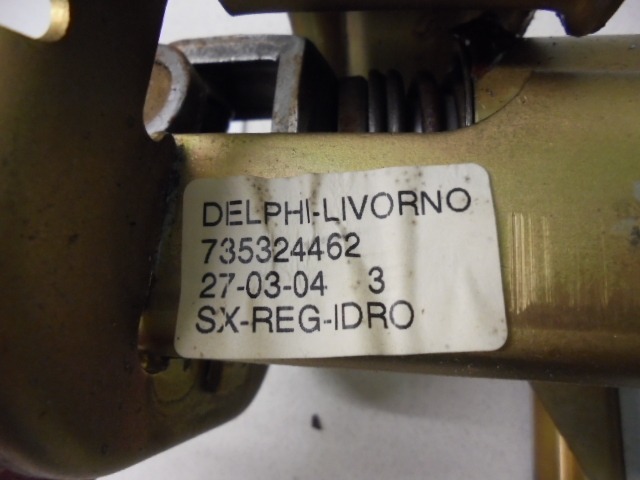 DELPHI-LIVORNO
735324462
27-03-04 3
SX-REG-IDRO